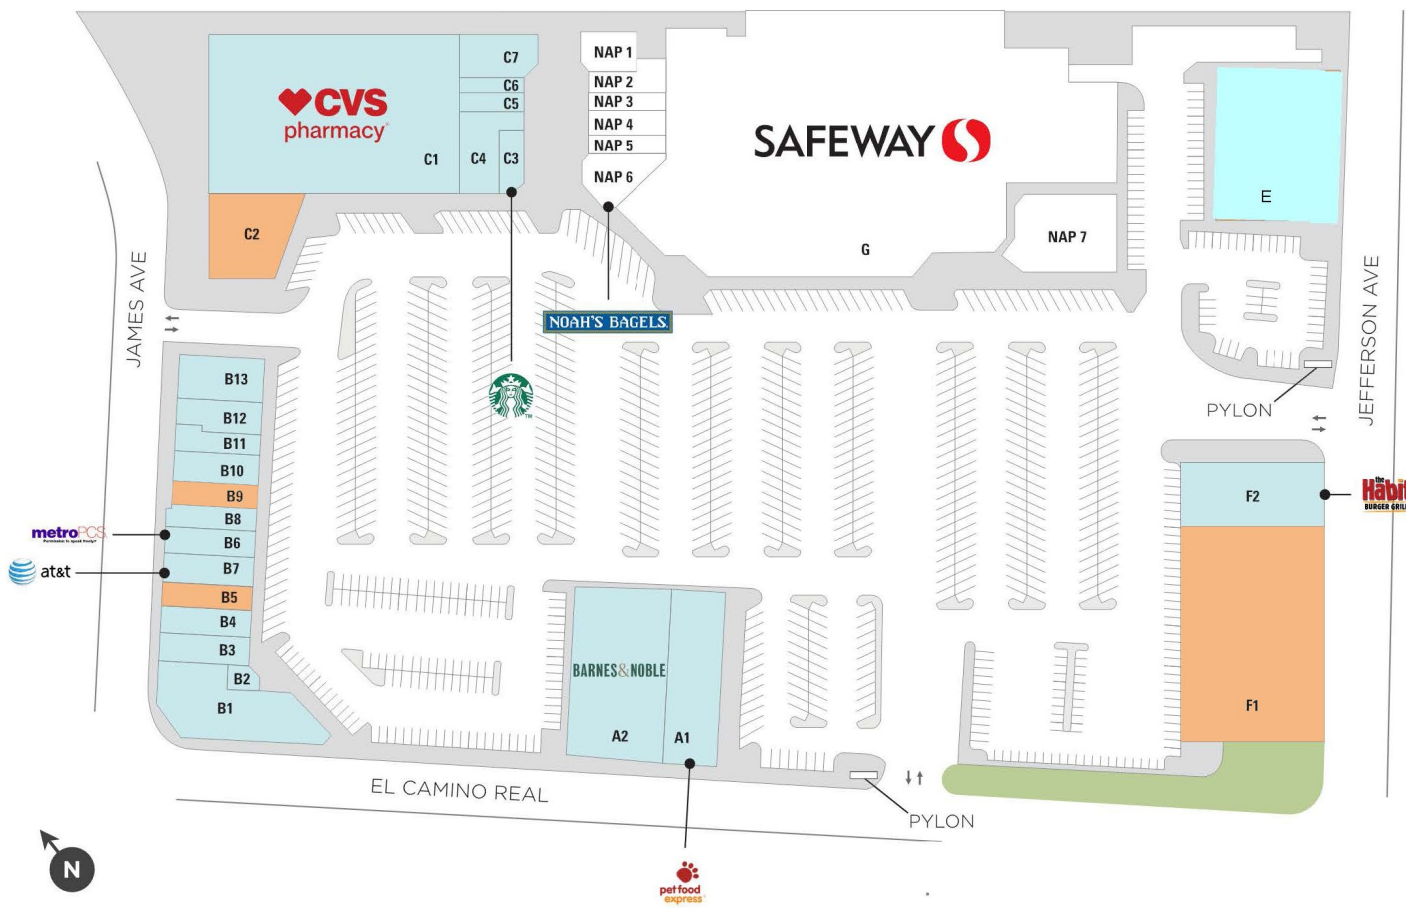 C7
C6
C5
CVS
pharmacy
C1
C4
C3
C2
NAP 1
NAP 2
NAP 3
NAP 4
NAP 5
NAP 6
SAFEWAY
G
NAP 7
E
JAMES AVE
JEFFERSON AVE
NOAH'S BAGELS.
PYLON
B13
B12
B11
B10
B9
B8
B6
B7
B5
B4
B3
B2
B1
metroPCS.
at&t
BARNES&NOBLE
A2
A1
F2
the
Habit
BURGER GRILL
F1
EL CAMINO REAL
PYLON
pet food
express
N